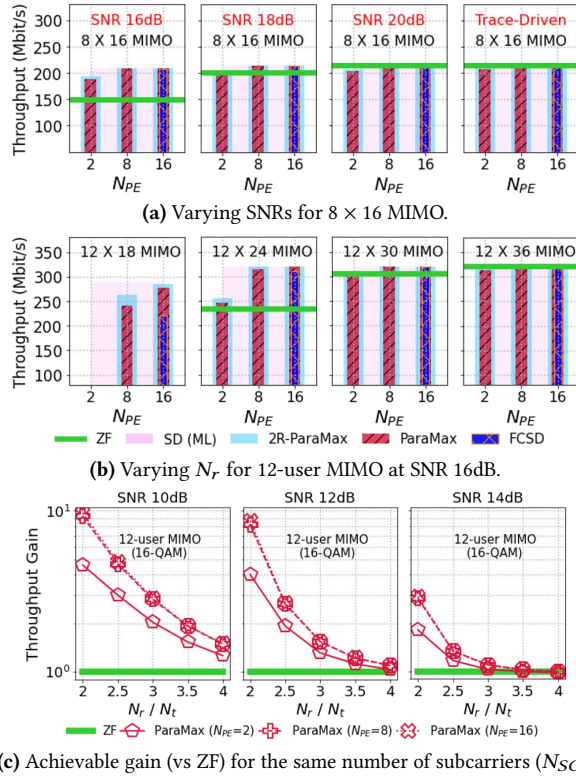 SNR 16dB SNR 18dB SNR 20dB Trace-Driven
8 X 16 MIMO 8 X 16 MIMO 8 X 16 MIMO 8 X 16 MIMO
Throughput (Mbit/s)
300
250
200
150
100
2 8 16 2 8 16 2 8 16 2 8 16
N_PE N_PE N_PE N_PE
(a) Varying SNRs for 8 × 16 MIMO.
12 X 18 MIMO 12 X 24 MIMO 12 X 30 MIMO 12 X 36 MIMO
Throughput (Mbit/s)
350
300
250
200
150
100
2 8 16 2 8 16 2 8 16 2 8 16
N_PE N_PE N_PE N_PE
ZF SD (ML) 2R-ParaMax ParaMax FCSD
(b) Varying N_r for 12-user MIMO at SNR 16dB.
SNR 10dB SNR 12dB SNR 14dB
12-user MIMO 12-user MIMO 12-user MIMO
(16-QAM) (16-QAM) (16-QAM)
Throughput Gain
10¹
10⁰
2 2.5 3 3.5 4 2 2.5 3 3.5 4 2 2.5 3 3.5 4
N_r / N_t N_r / N_t N_r / N_t
ZF ParaMax (N_PE=2) ParaMax (N_PE=8) ParaMax (N_PE=16)
(c) Achievable gain (vs ZF) for the same number of subcarriers (N_SC